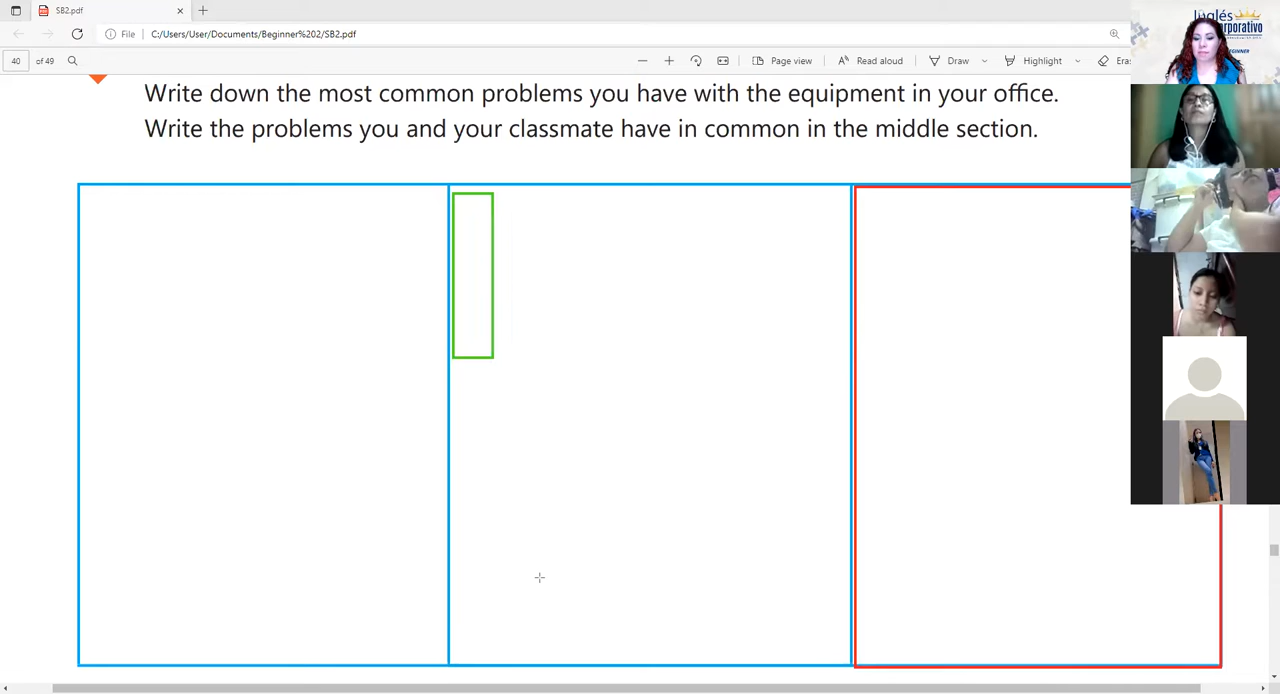 SB2.pdf
File C:/Users/User/Documents/Beginner%202/SB2.pdf
40 of 49 Page view Read aloud Draw Highlight
Inglés
BEGINNER
Write down the most common problems you have with the equipment in your office.
Write the problems you and your classmate have in common in the middle section.